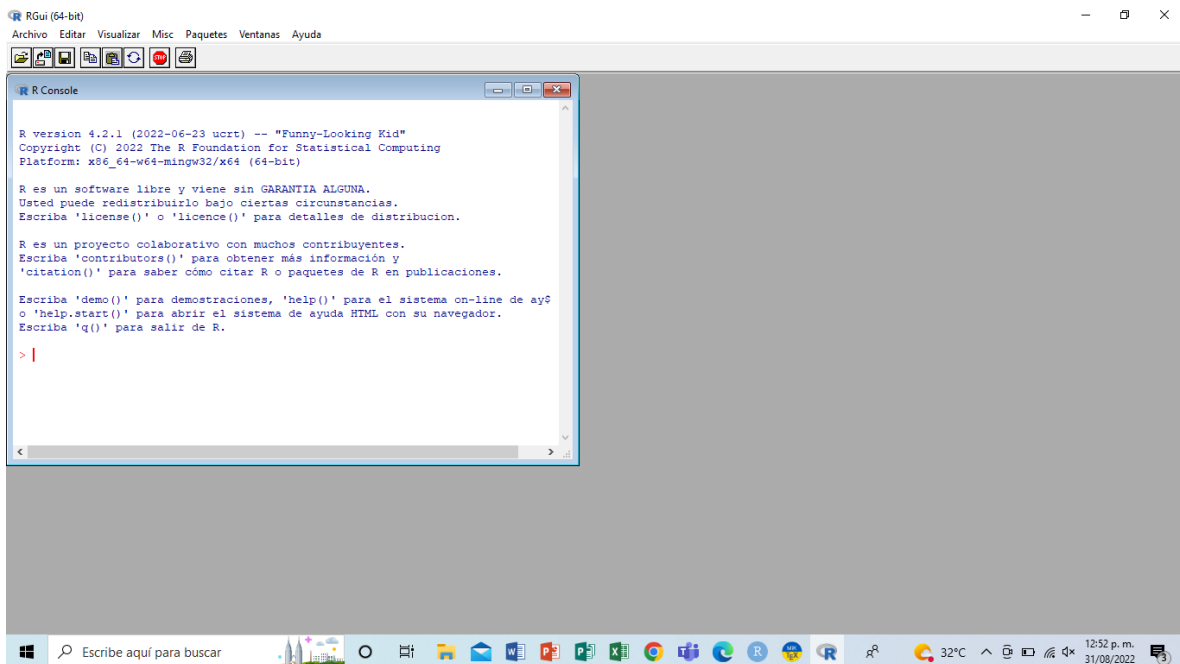 RGui (64-bit)
Archivo Editar Visualizar Misc Paquetes Ventanas Ayuda
STOP
R Console
R version 4.2.1 (2022-06-23 ucrt) -- "Funny-Looking Kid"
Copyright (C) 2022 The R Foundation for Statistical Computing
Platform: x86_64-w64-mingw32/x64 (64-bit)
R es un software libre y viene sin GARANTIA ALGUNA.
Usted puede redistribuirlo bajo ciertas circunstancias.
Escriba 'license()' o 'licence()' para detalles de distribucion.
R es un proyecto colaborativo con muchos contribuyentes.
Escriba 'contributors()' para obtener más información y
'citation()' para saber cómo citar R o paquetes de R en publicaciones.
Escriba 'demo()' para demostraciones, 'help()' para el sistema on-line de ay$
o 'help.start()' para abrir el sistema de ayuda HTML con su navegador.
Escriba 'q()' para salir de R.
>
Escribe aquí para buscar
32°C
12:52 p. m.
31/08/2022
3